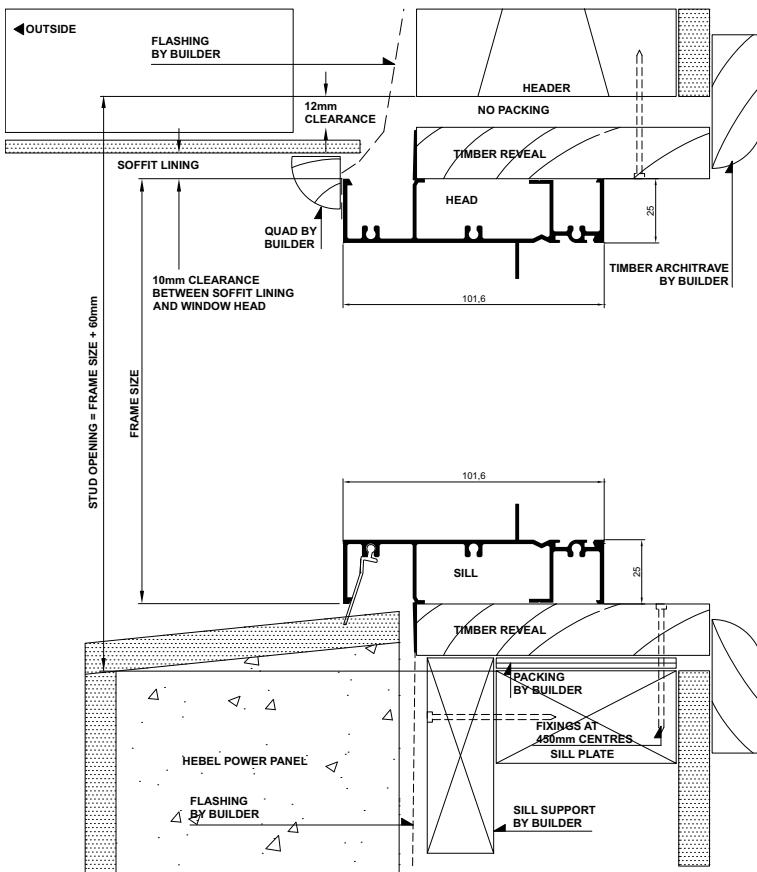 OUTSIDE
FLASHING
BY BUILDER
HEADER
12mm
CLEARANCE
NO PACKING
TIMBER REVEAL
SOFFIT LINING
HEAD
25
QUAD BY
BUILDER
TIMBER ARCHITRAVE
BY BUILDER
10mm CLEARANCE
BETWEEN SOFFIT LINING
AND WINDOW HEAD
101,6
STUD OPENING = FRAME SIZE + 60mm
FRAME SIZE
101,6
SILL
25
TIMBER REVEAL
PACKING
BY BUILDER
FIXINGS AT
450mm CENTRES
SILL PLATE
HEBEL POWER PANEL
FLASHING
BY BUILDER
SILL SUPPORT
BY BUILDER